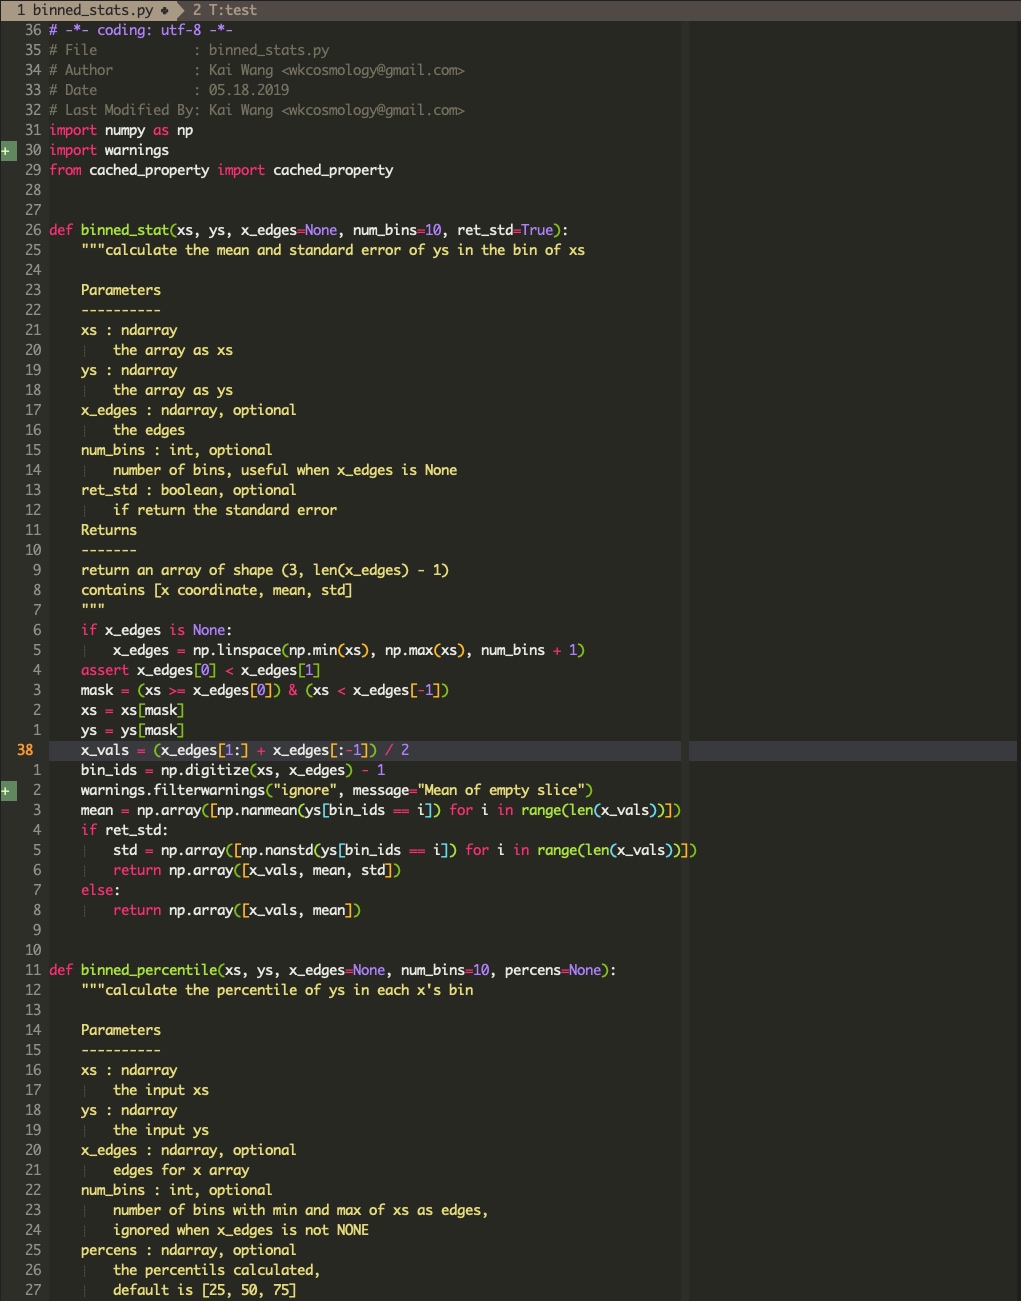 1 binned_stats.py ● 2 T:test
36 # -*- coding: utf-8 -*-
35 # File : binned_stats.py
34 # Author : Kai Wang <wkcosmology@gmail.com>
33 # Date : 05.18.2019
32 # Last Modified By: Kai Wang <wkcosmology@gmail.com>
31 import numpy as np
+ 30 import warnings
29 from cached_property import cached_property
28
27
26 def binned_stat(xs, ys, x_edges=None, num_bins=10, ret_std=True):
25 """calculate the mean and standard error of ys in the bin of xs
24
23 Parameters
22 ----------
21 xs : ndarray
20 the array as xs
19 ys : ndarray
18 the array as ys
17 x_edges : ndarray, optional
16 the edges
15 num_bins : int, optional
14 number of bins, useful when x_edges is None
13 ret_std : boolean, optional
12 if return the standard error
11 Returns
10 -------
9 return an array of shape (3, len(x_edges) - 1)
8 contains [x coordinate, mean, std]
7 """
6 if x_edges is None:
5 x_edges = np.linspace(np.min(xs), np.max(xs), num_bins + 1)
4 assert x_edges[0] < x_edges[1]
3 mask = (xs >= x_edges[0]) & (xs < x_edges[-1])
2 xs = xs[mask]
1 ys = ys[mask]
38 x_vals = (x_edges[1:] + x_edges[:-1]) / 2
1 bin_ids = np.digitize(xs, x_edges) - 1
+ 2 warnings.filterwarnings("ignore", message="Mean of empty slice")
3 mean = np.array([np.nanmean(ys[bin_ids == i]) for i in range(len(x_vals))])
4 if ret_std:
5 std = np.array([np.nanstd(ys[bin_ids == i]) for i in range(len(x_vals))])
6 return np.array([x_vals, mean, std])
7 else:
8 return np.array([x_vals, mean])
9
10
11 def binned_percentile(xs, ys, x_edges=None, num_bins=10, percens=None):
12 """calculate the percentile of ys in each x's bin
13
14 Parameters
15 ----------
16 xs : ndarray
17 the input xs
18 ys : ndarray
19 the input ys
20 x_edges : ndarray, optional
21 edges for x array
22 num_bins : int, optional
23 number of bins with min and max of xs as edges,
24 ignored when x_edges is not NONE
25 percens : ndarray, optional
26 the percentils calculated,
27 default is [25, 50, 75]